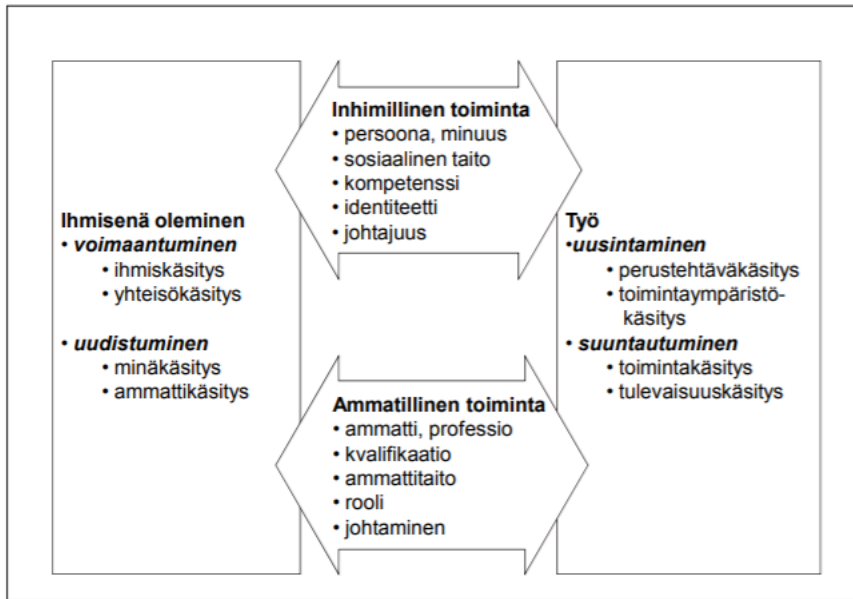 Inhimillinen toiminta
• persoona, minuus
• sosiaalinen taito
• kompetenssi
• identiteetti
• johtajuus
Ihmisenä oleminen
• voimaantuminen
• ihmiskäsitys
• yhteisökäsitys
• uudistuminen
• minäkäsitys
• ammattikäsitys
Työ
•uusintaminen
• perustehtäväkäsitys
• toimintaympäristö-
käsitys
• suuntautuminen
• toimintakäsitys
• tulevaisuuskäsitys
Ammatillinen toiminta
• ammatti, professio
• kvalifikaatio
• ammattitaito
• rooli
• johtaminen